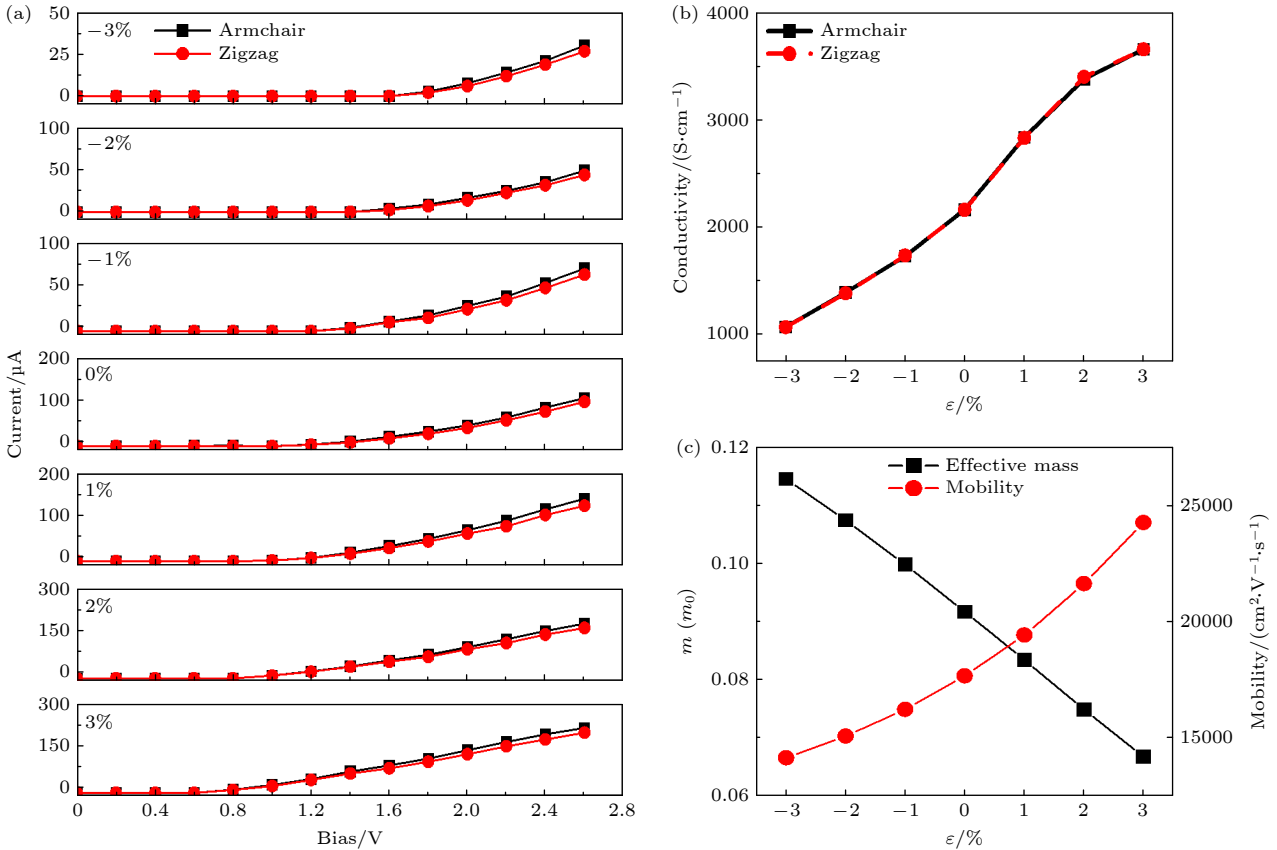 (a)
−3%
Armchair
Zigzag
50
25
0
−2%
100
50
0
−1%
100
50
0
0%
200
100
0
1%
200
100
0
2%
300
150
0
3%
300
150
0
0 0.4 0.8 1.2 1.6 2.0 2.4 2.8
Bias/V
Current/μA
(b)
Armchair
Zigzag
4000
3000
2000
1000
Conductivity/(S·cm⁻¹)
−3 −2 −1 0 1 2 3
ε/%
(c)
Effective mass
Mobility
0.12
0.10
0.08
0.06
m (m₀)
25000
20000
15000
Mobility/(cm²·V⁻¹·s⁻¹)
−3 −2 −1 0 1 2 3
ε/%